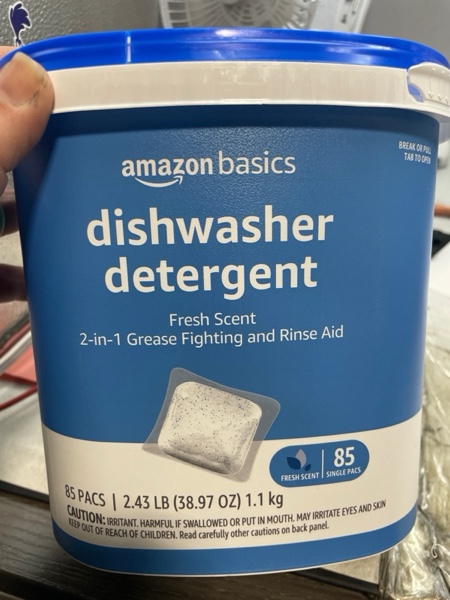 BREAK OR PULL
TAB TO OPEN
amazon basics
dishwasher
detergent
Fresh Scent
2-in-1 Grease Fighting and Rinse Aid
85
FRESH SCENT | SINGLE PACS
85 PACS | 2.43 LB (38.97 OZ) 1.1 kg
CAUTION: IRRITANT. HARMFUL IF SWALLOWED OR PUT IN MOUTH. MAY IRRITATE EYES AND SKIN
KEEP OUT OF REACH OF CHILDREN. Read carefully other cautions on back panel.